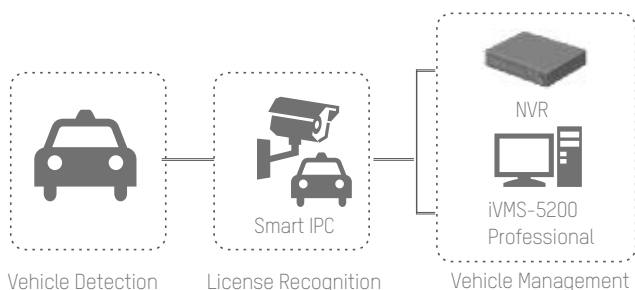 NVR
Smart IPC
iVMS-5200
Professional
Vehicle Detection
License Recognition
Vehicle Management